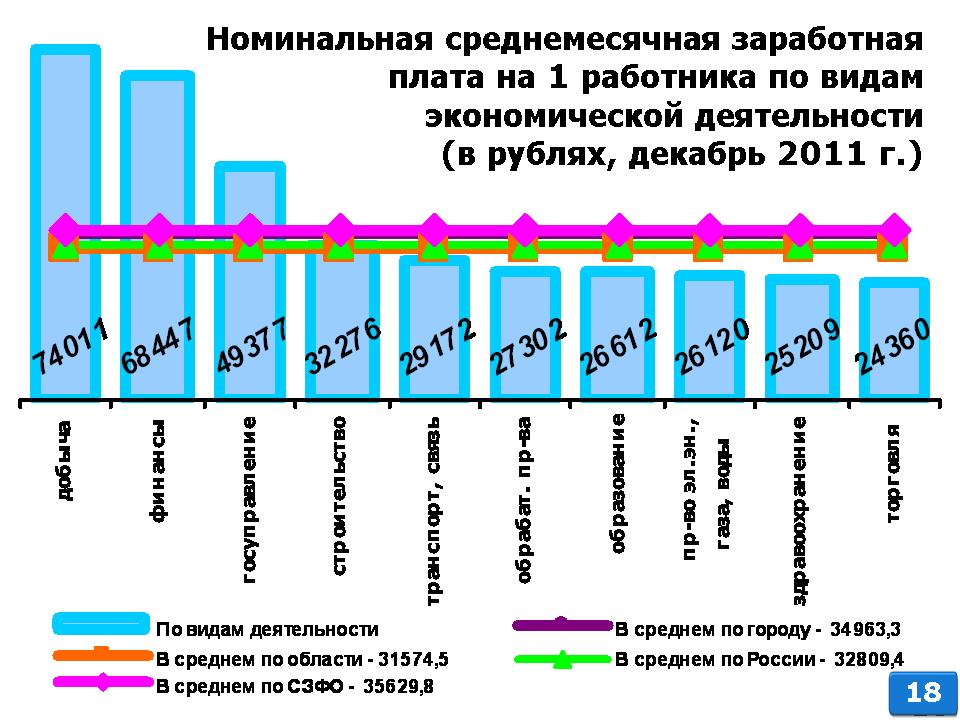 Номинальная среднемесячная заработная
плата на 1 работника по видам
экономической деятельности
(в рублях, декабрь 2011 г.)
74011
68447
49377
32276
29172
27302
26612
26120
25209
24360
добыча
финансы
госуправление
строительство
транспорт, связь
обрабат. пр-ва
образование
пр-во эл.эн.,
газа, воды
здравоохранение
торговля
По видам деятельности
В среднем по городу - 34963,3
В среднем по области - 31574,5
В среднем по России - 32809,4
В среднем по СЗФО - 35629,8
18